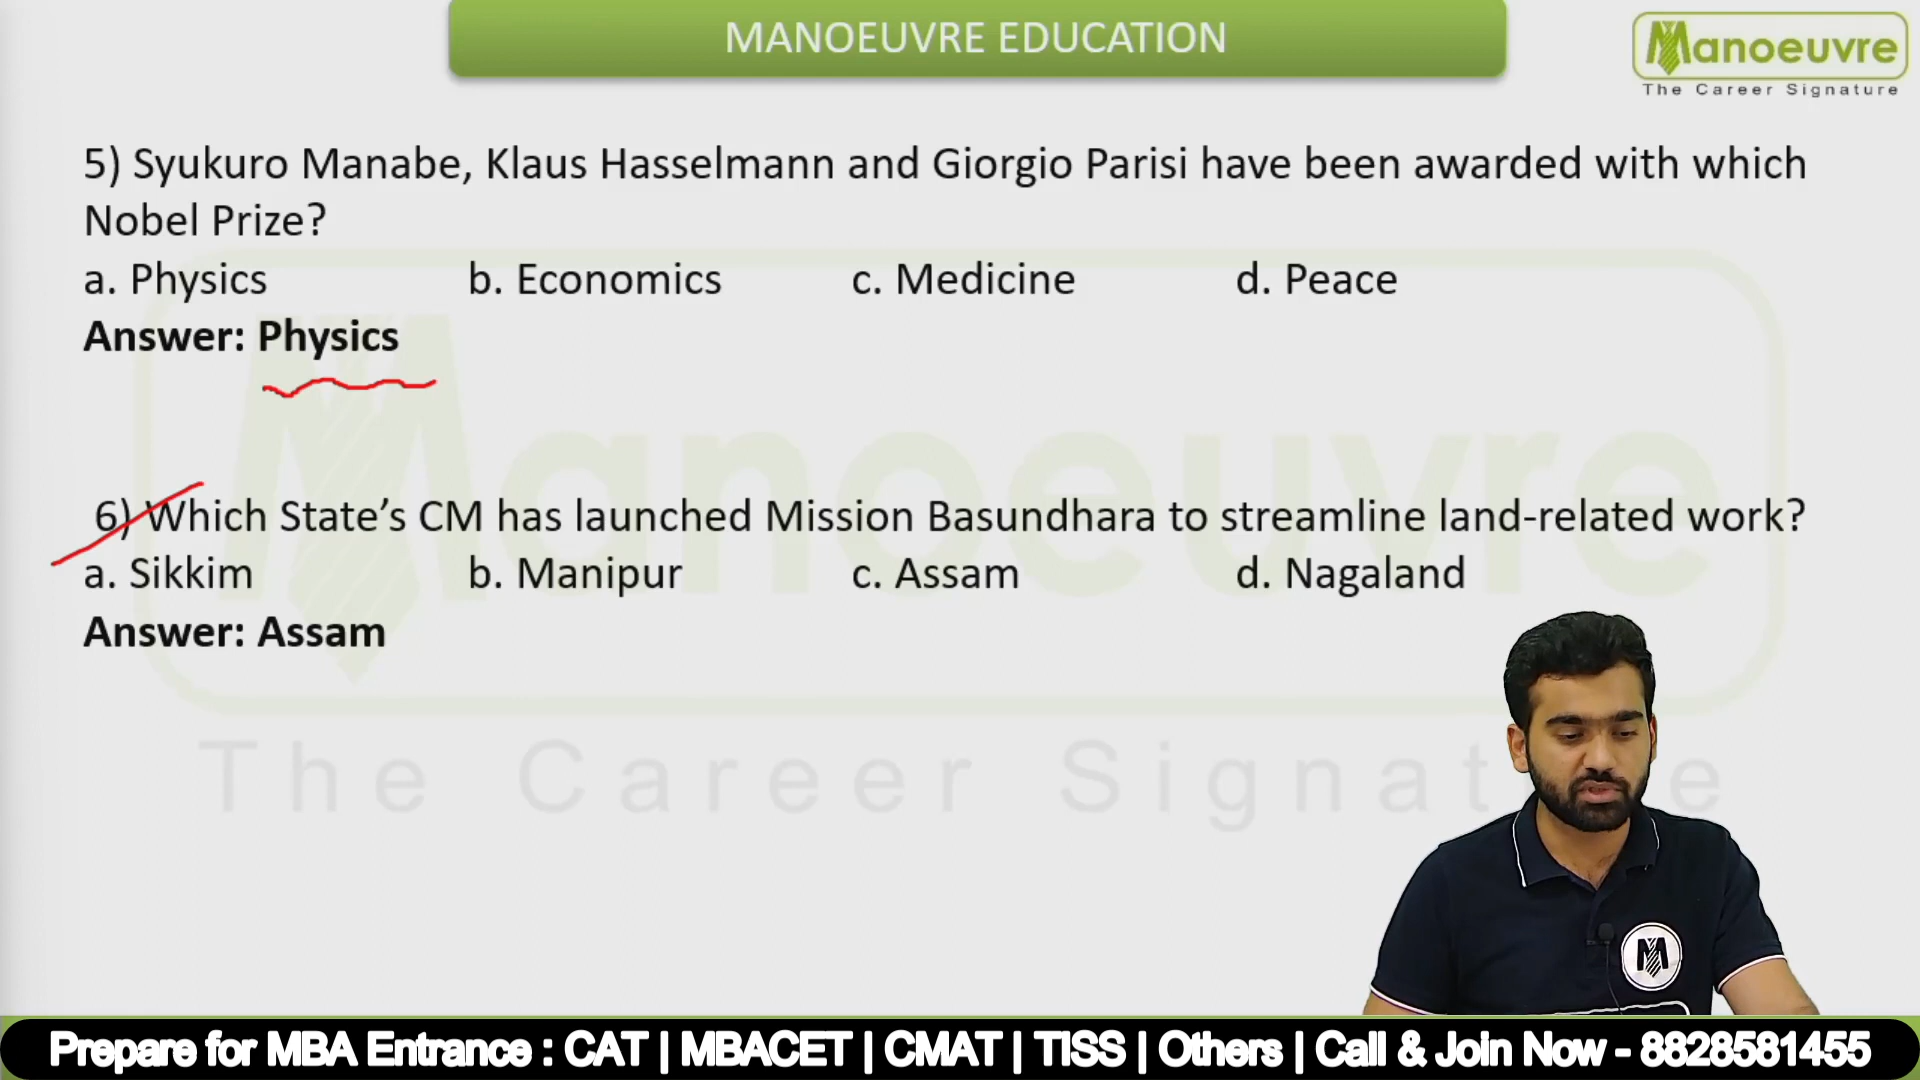 MANOEUVRE EDUCATION
Manoeuvre
The Career Signature
5) Syukuro Manabe, Klaus Hasselmann and Giorgio Parisi have been awarded with which
Nobel Prize?
a. Physics b. Economics c. Medicine d. Peace
Answer: Physics
6) Which State’s CM has launched Mission Basundhara to streamline land-related work?
a. Sikkim b. Manipur c. Assam d. Nagaland
Answer: Assam
Manoeuvre
The Career Signature
M
Prepare for MBA Entrance : CAT | MBACET | CMAT | TISS | Others | Call & Join Now - 8828581455